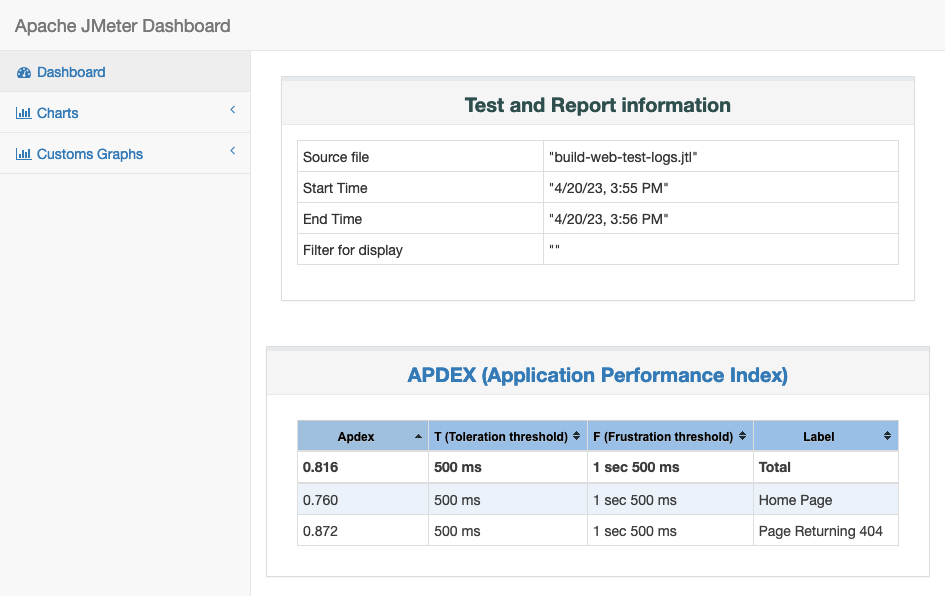 Apache JMeter Dashboard
Dashboard
Charts
Customs Graphs
Test and Report information
Source file "build-web-test-logs.jtl"
Start Time "4/20/23, 3:55 PM"
End Time "4/20/23, 3:56 PM"
Filter for display ""
APDEX (Application Performance Index)
Apdex T (Toleration threshold) F (Frustration threshold) Label
0.816 500 ms 1 sec 500 ms Total
0.760 500 ms 1 sec 500 ms Home Page
0.872 500 ms 1 sec 500 ms Page Returning 404